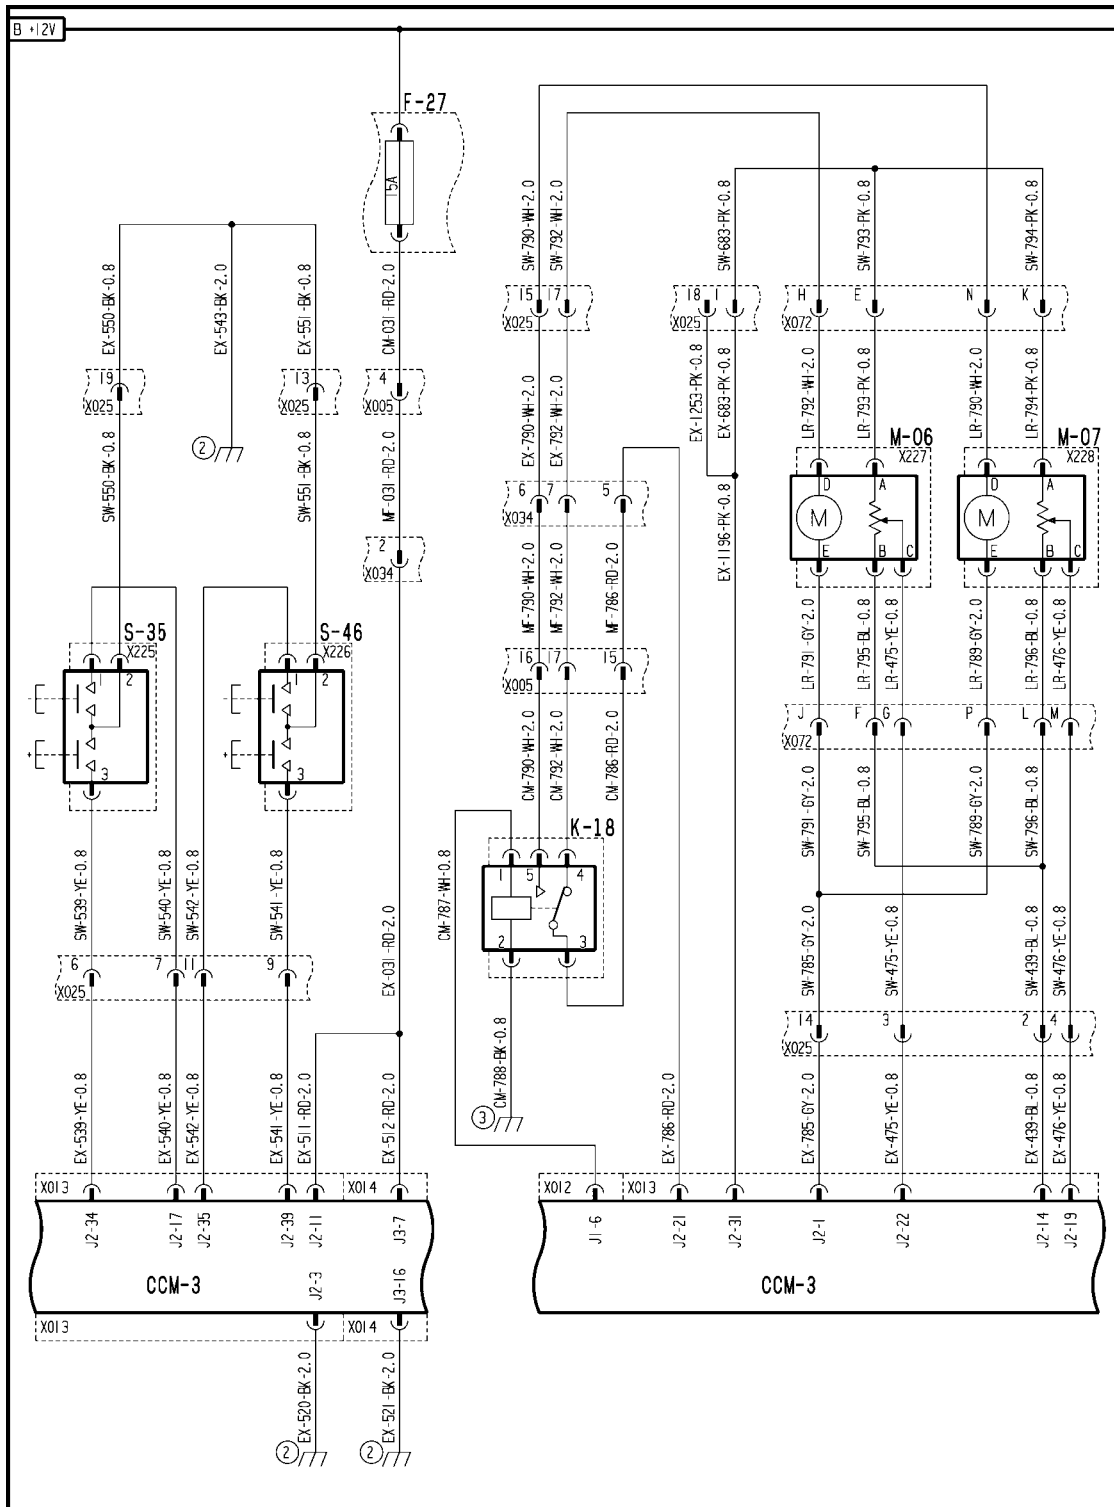 B +12V
F-27
15A
SW-790-WH-2.0
SW-792-WH-2.0
SW-683-PK-0.8
SW-793-PK-0.8
SW-794-PK-0.8
EX-550-BK-0.8
EX-543-BK-2.0
EX-551-BK-0.8
CM-031-RD-2.0
15 17
X025
18 1
X025
H E N K
X072
19
X025
13
X025
4
X005
EX-790-WH-2.0
EX-792-WH-2.0
EX-1253-PK-0.8
EX-683-PK-0.8
LR-792-WH-2.0
LR-793-PK-0.8
LR-790-WH-2.0
LR-794-PK-0.8
2
SW-550-BK-0.8
SW-551-BK-0.8
MF-031-RD-2.0
M-06
X227
M-07
X228
6 7 5
X034
D A
M
E B C
D A
M
E B C
2
X034
EX-1196-PK-0.8
MF-790-WH-2.0
MF-792-WH-2.0
MF-786-RD-2.0
LR-791-GY-2.0
LR-795-BL-0.8
LR-475-YE-0.8
LR-789-GY-2.0
LR-796-BL-0.8
LR-476-YE-0.8
S-35
X225
S-46
X226
1 2
3
1 2
3
16 17 15
X005
J F G P L M
X072
CM-790-WH-2.0
CM-792-WH-2.0
CM-786-RD-2.0
SW-791-GY-2.0
SW-795-BL-0.8
SW-789-GY-2.0
SW-796-BL-0.8
K-18
1 5 4
2 3
SW-539-YE-0.8
SW-540-YE-0.8
SW-542-YE-0.8
SW-541-YE-0.8
EX-031-RD-2.0
CM-787-WH-0.8
SW-785-GY-2.0
SW-475-YE-0.8
SW-439-BL-0.8
SW-476-YE-0.8
6 7 11 9
X025
14 3 2 4
X025
CM-788-BK-0.8
3
EX-539-YE-0.8
EX-540-YE-0.8
EX-542-YE-0.8
EX-541-YE-0.8
EX-511-RD-2.0
EX-512-RD-2.0
EX-786-RD-2.0
EX-785-GY-2.0
EX-475-YE-0.8
EX-439-BL-0.8
EX-476-YE-0.8
X013 X014
X012 X013
J2-34 J2-17 J2-35 J2-39 J2-11 J3-7
J1-6 J2-21 J2-31 J2-1 J2-22 J2-14 J2-19
CCM-3
J2-3 J3-16
CCM-3
X013 X014
EX-520-BK-2.0
EX-521-BK-2.0
2 2